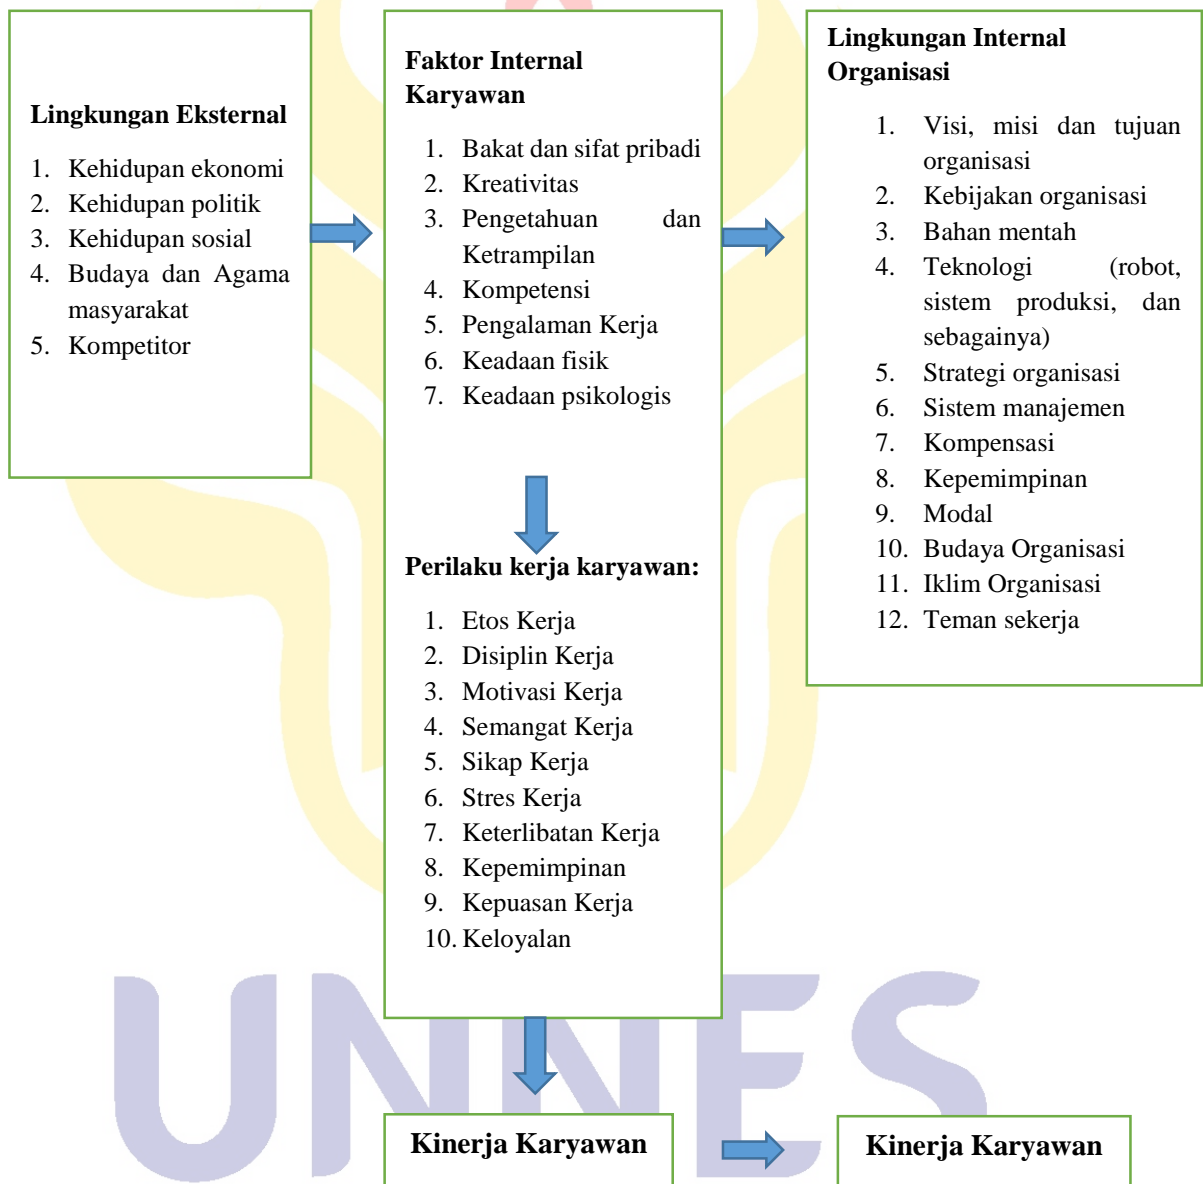 Lingkungan Eksternal
1. Kehidupan ekonomi
2. Kehidupan politik
3. Kehidupan sosial
4. Budaya dan Agama
masyarakat
5. Kompetitor
Faktor Internal
Karyawan
1. Bakat dan sifat pribadi
2. Kreativitas
3. Pengetahuan dan
Ketrampilan
4. Kompetensi
5. Pengalaman Kerja
6. Keadaan fisik
7. Keadaan psikologis
Perilaku kerja karyawan:
1. Etos Kerja
2. Disiplin Kerja
3. Motivasi Kerja
4. Semangat Kerja
5. Sikap Kerja
6. Stres Kerja
7. Keterlibatan Kerja
8. Kepemimpinan
9. Kepuasan Kerja
10. Keloyalan
Lingkungan Internal
Organisasi
1. Visi, misi dan tujuan
organisasi
2. Kebijakan organisasi
3. Bahan mentah
4. Teknologi (robot,
sistem produksi, dan
sebagainya)
5. Strategi organisasi
6. Sistem manajemen
7. Kompensasi
8. Kepemimpinan
9. Modal
10. Budaya Organisasi
11. Iklim Organisasi
12. Teman sekerja
Kinerja Karyawan
Kinerja Karyawan
UNNES